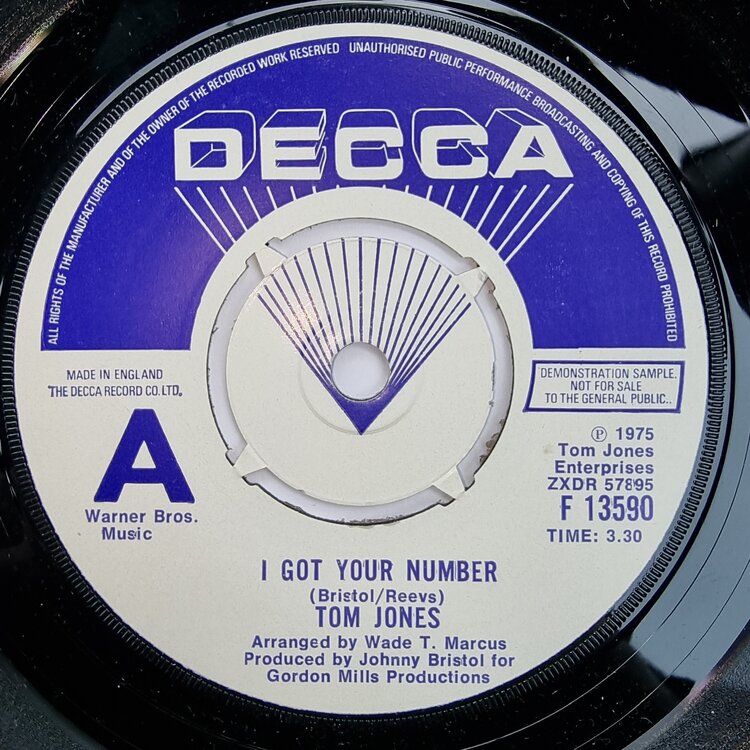 ALL RIGHTS OF THE MANUFACTURER AND OF THE OWNER OF THE RECORDED WORK RESERVED UNAUTHORISED PUBLIC PERFORMANCE BROADCASTING AND COPYING OF THIS RECORD PROHIBITED
DECCA
MADE IN ENGLAND
THE DECCA RECORD CO. LTD.
DEMONSTRATION SAMPLE.
NOT FOR SALE
TO THE GENERAL PUBLIC..
A
Warner Bros.
Music
℗ 1975
Tom Jones
Enterprises
ZXDR 57895
F 13590
TIME: 3.30
I GOT YOUR NUMBER
(Bristol/Reevs)
TOM JONES
Arranged by Wade T. Marcus
Produced by Johnny Bristol for
Gordon Mills Productions